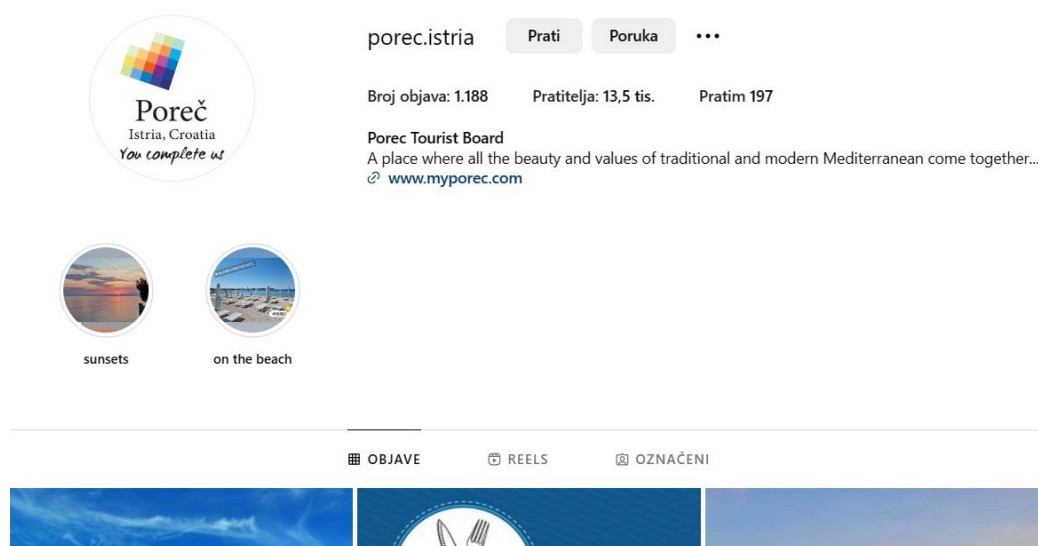 porec.istria Prati Poruka
Poreč
Istria, Croatia
You complete us
Broj objava: 1.188 Pratitelja: 13,5 tis. Pratim 197
Porec Tourist Board
A place where all the beauty and values of traditional and modern Mediterranean come together...
www.myporec.com
sunsets on the beach
OBJAVE REELS OZNAČENI